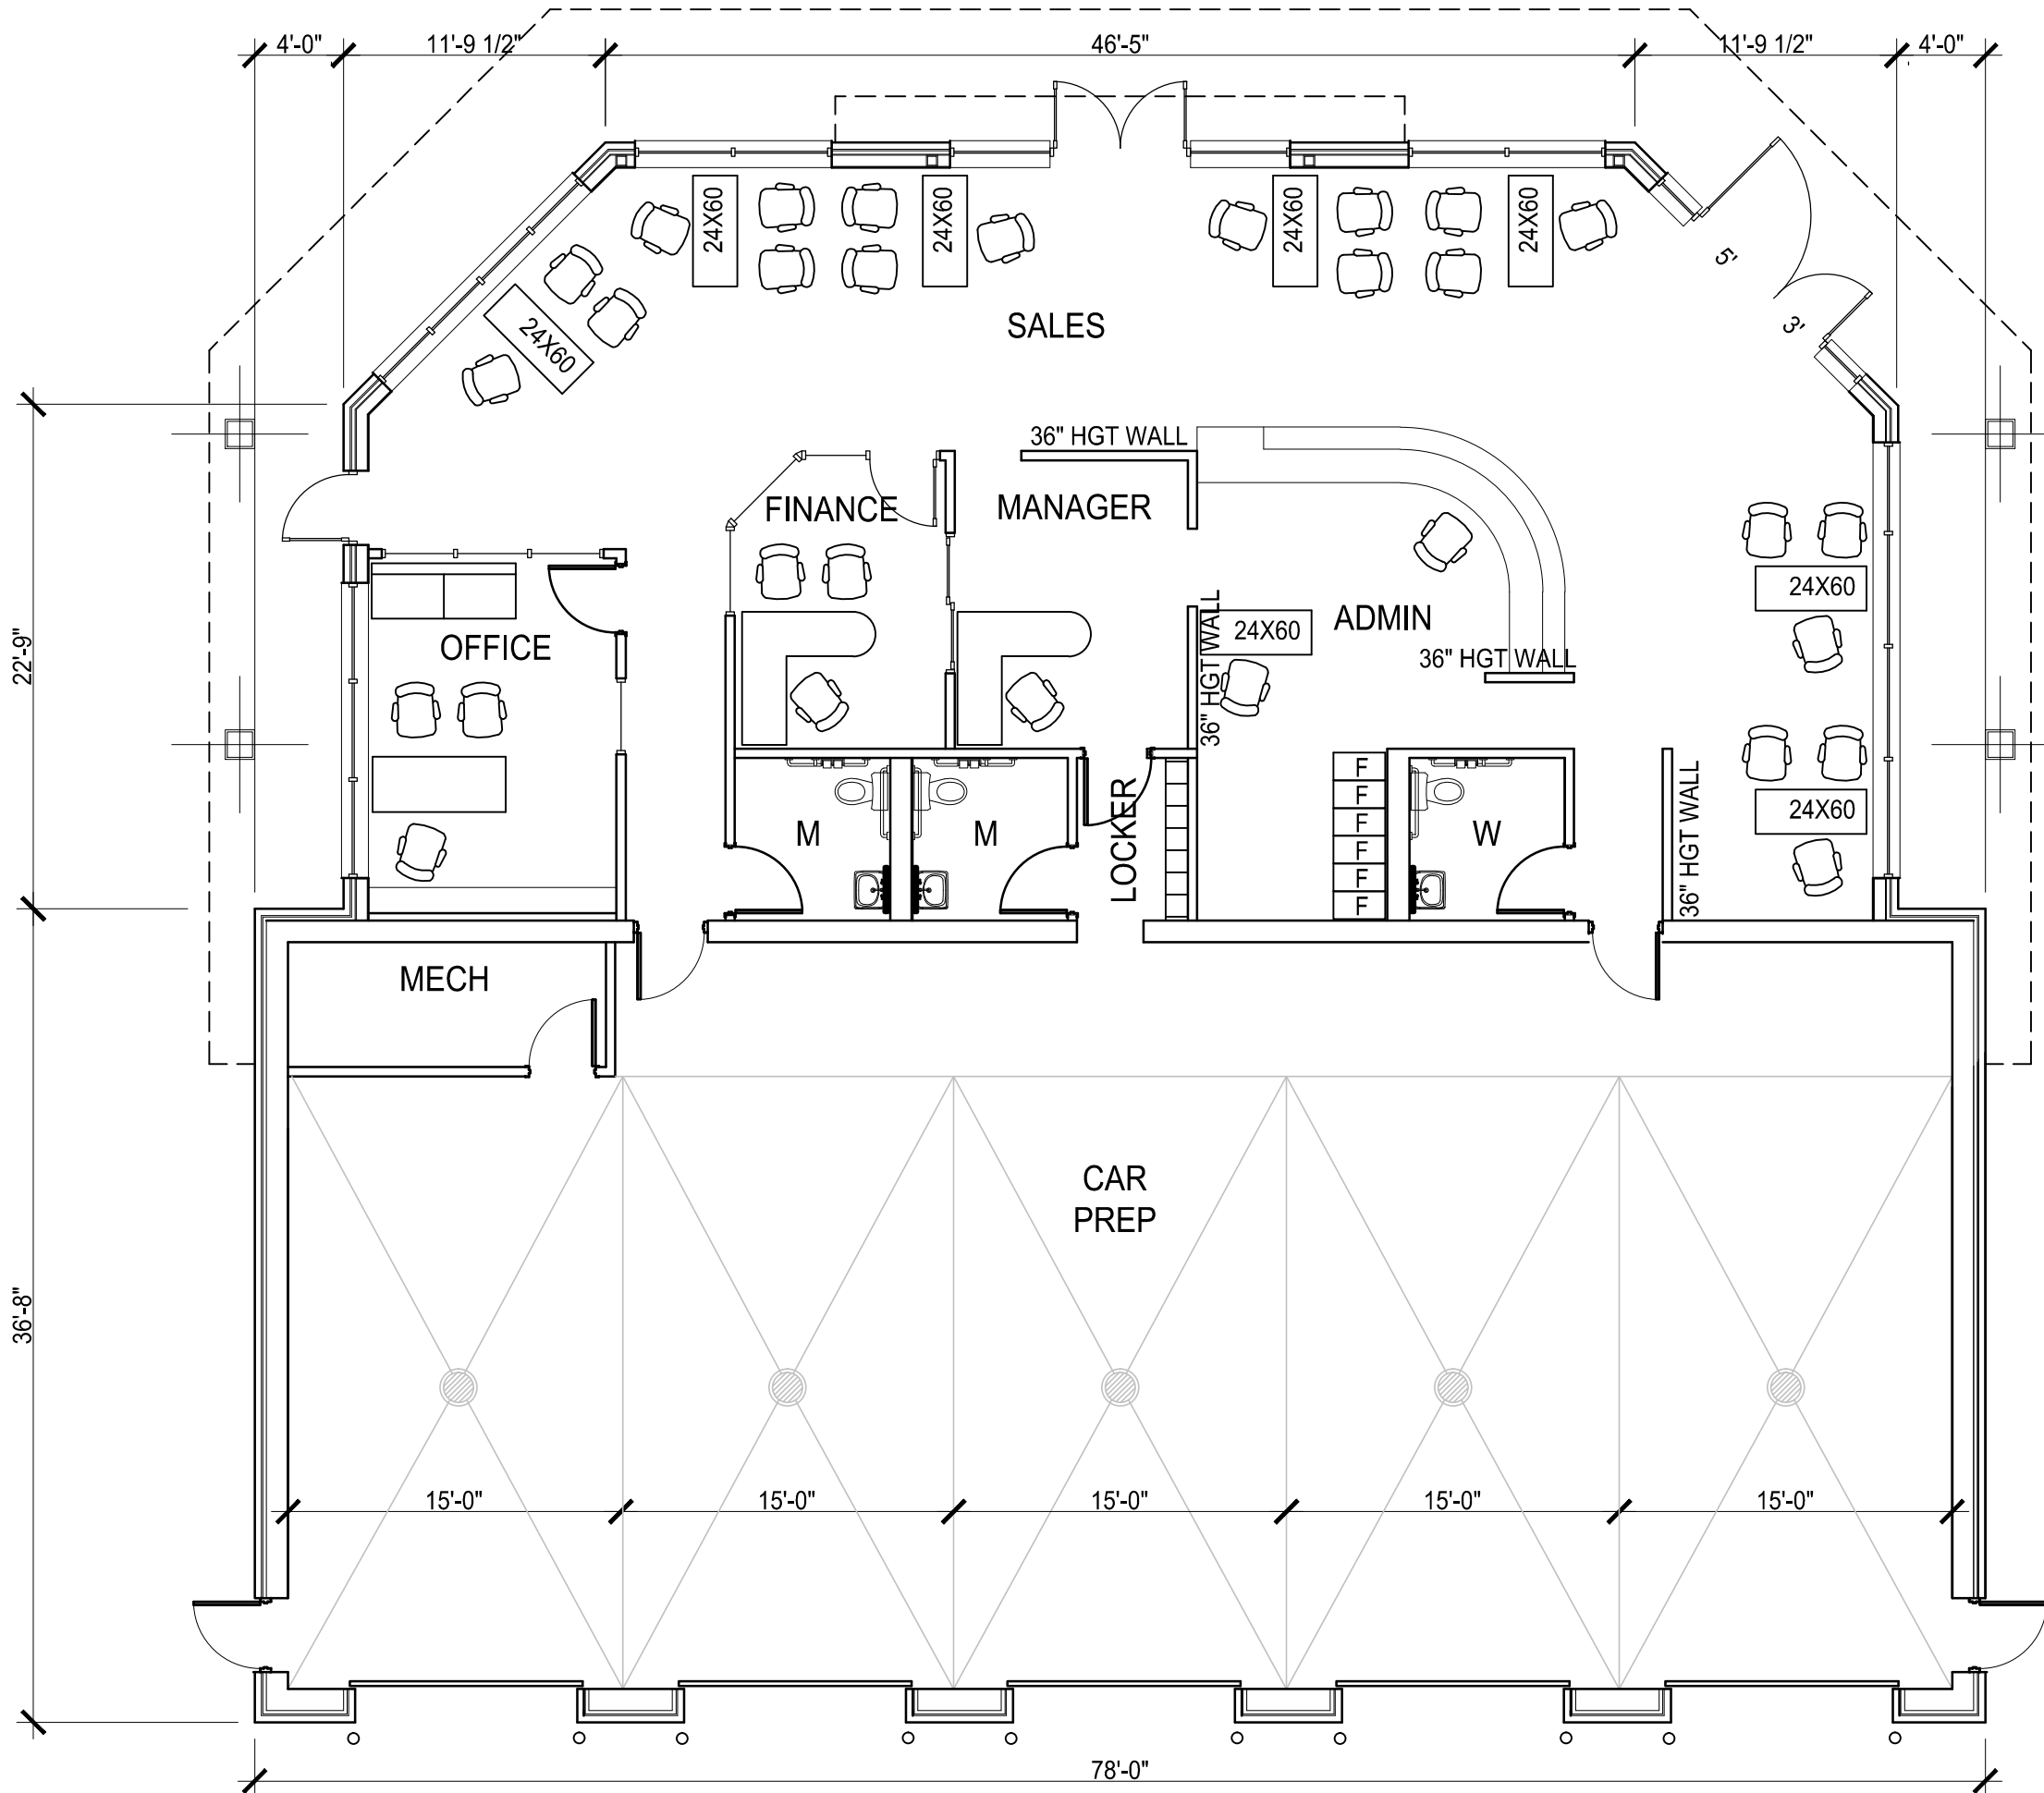 4'-0"
11'-9 1/2"
46'-5"
11'-9 1/2"
4'-0"
24X60
24X60
24X60
24X60
5'
24X60
SALES
3'
36" HGT WALL
FINANCE
MANAGER
24X60
36" HGT WALL
24X60
ADMIN
OFFICE
36" HGT WALL
22'-9"
F
F
F
F
F
F
24X60
36" HGT WALL
M
M
LOCKER
W
MECH
CAR
PREP
36'-8"
15'-0"
15'-0"
15'-0"
15'-0"
15'-0"
78'-0"